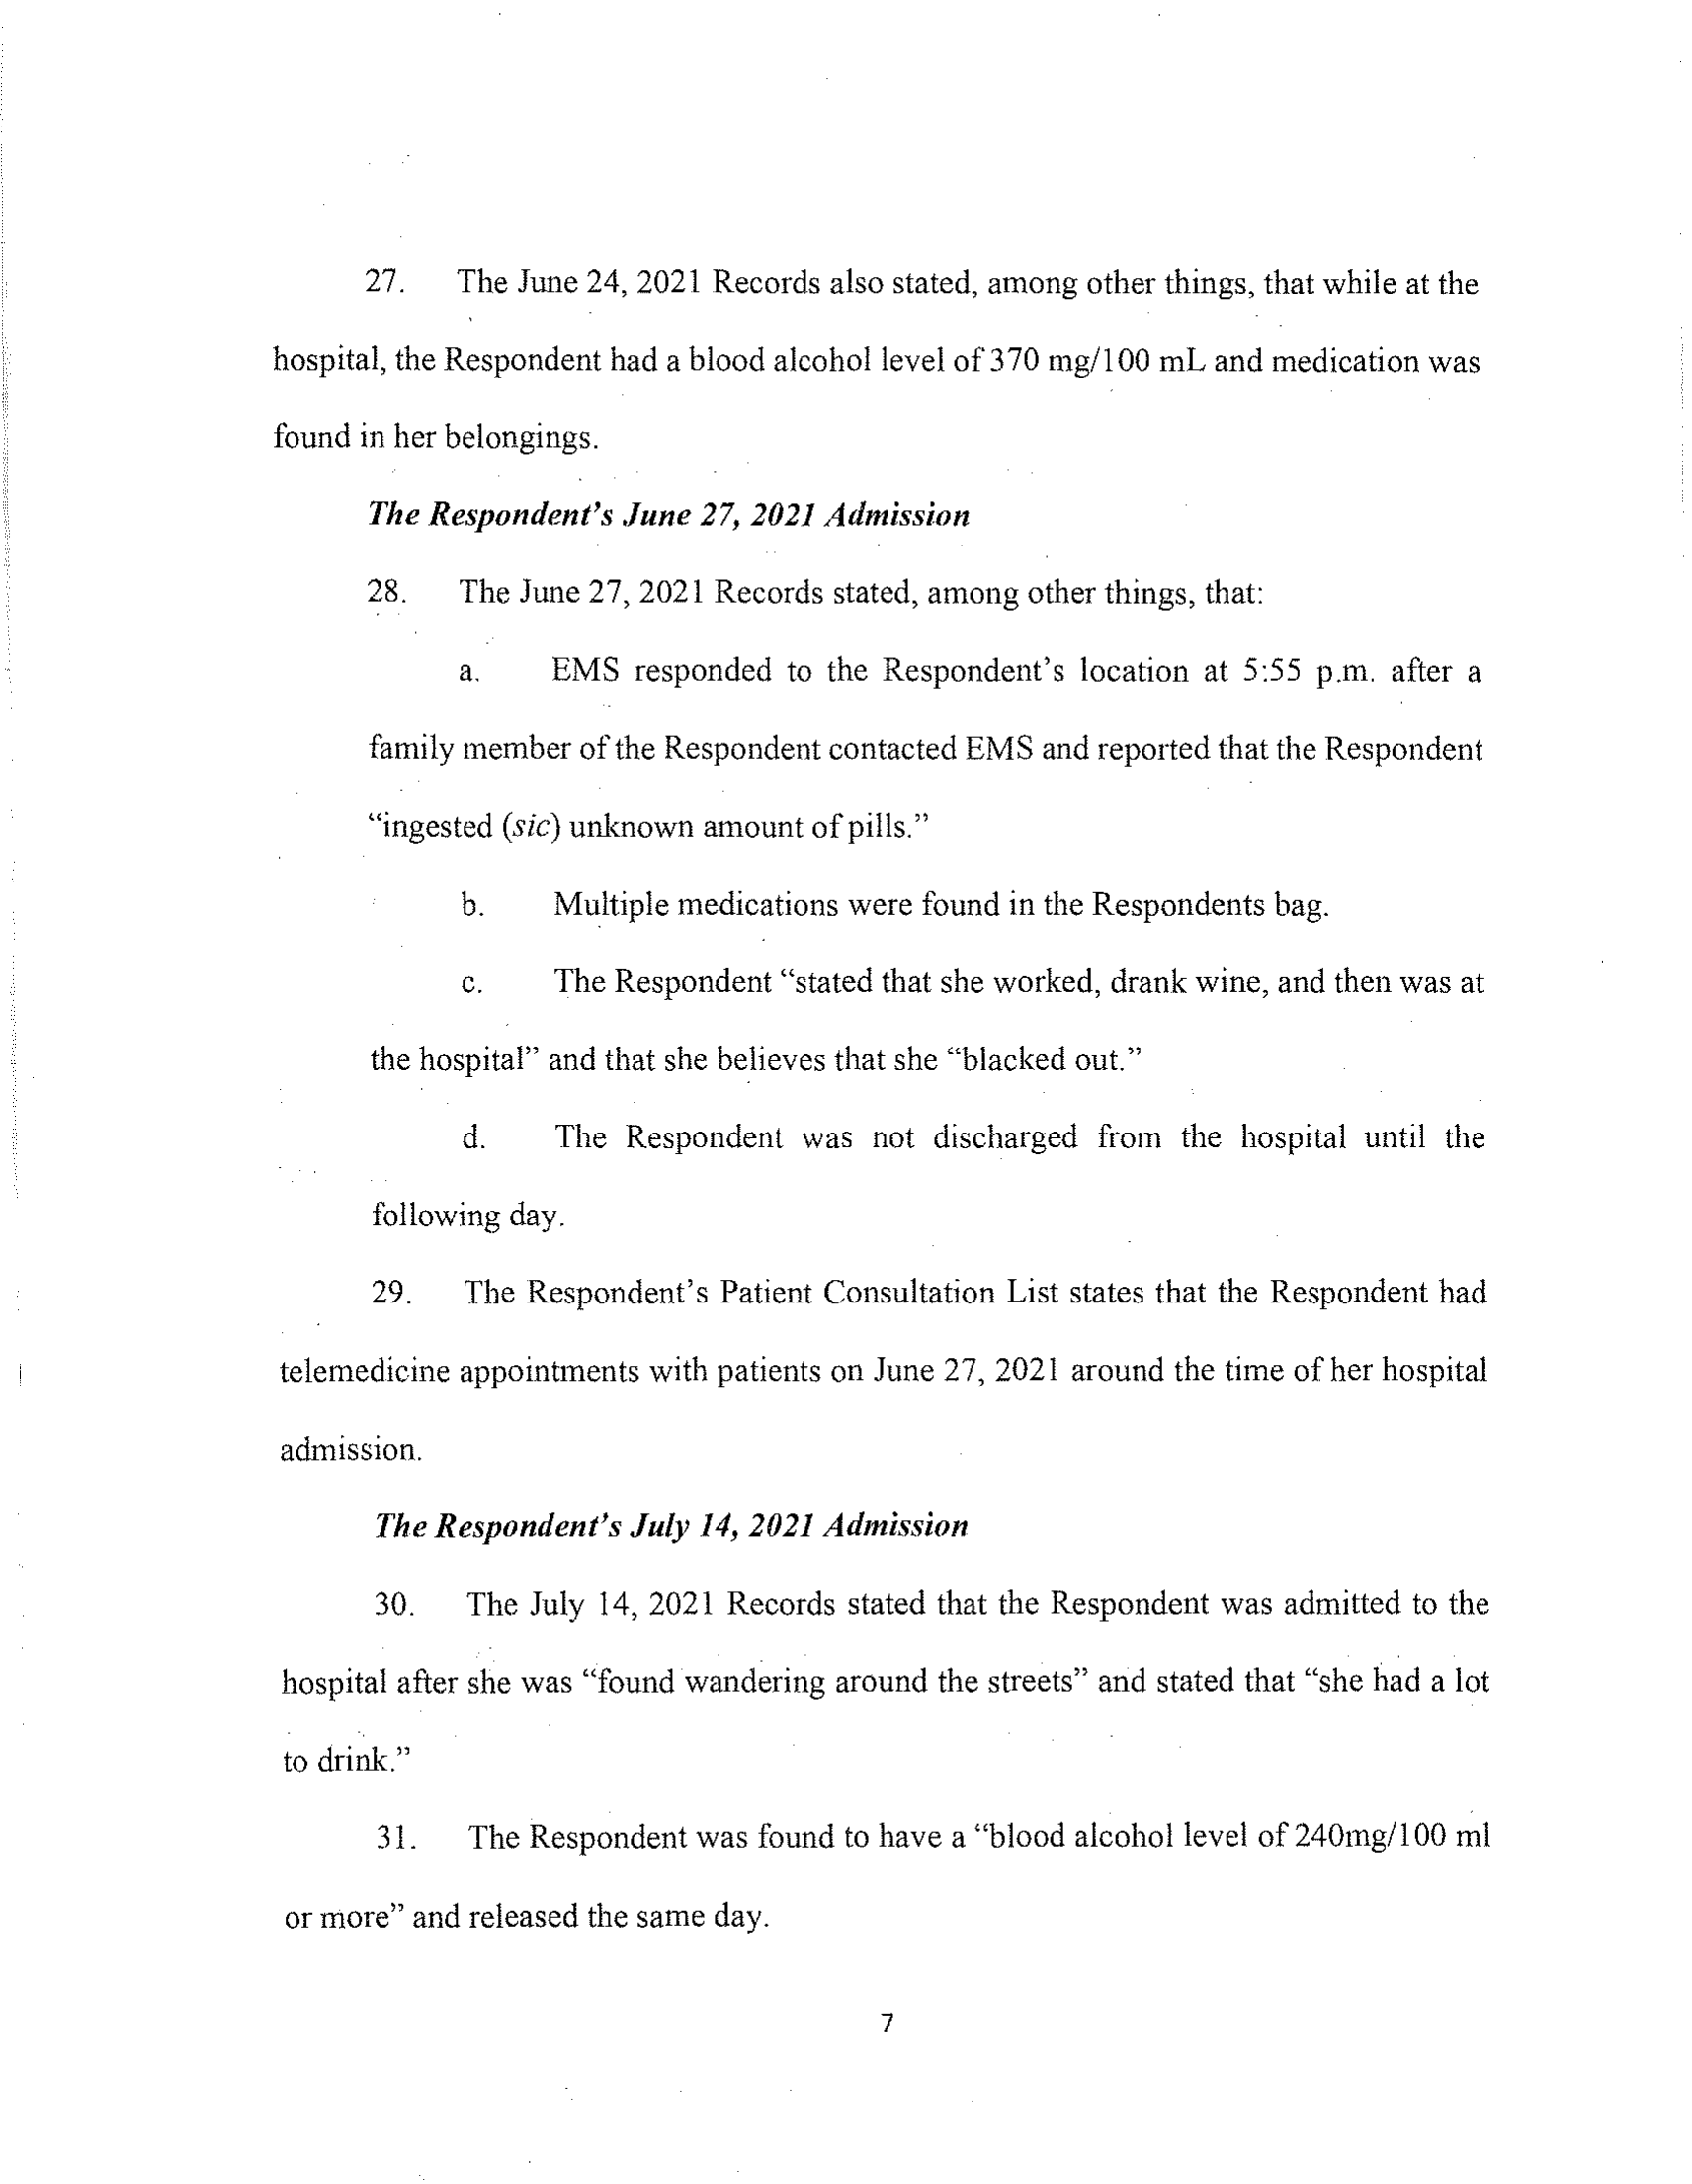 27. The June 24, 2021 Records also stated, among other things, that while at the
hospital, the Respondent had a blood alcohol level of 370 mg/100 mL and medication was
found in her belongings.
The Respondent's June 27, 2021 Admission
28. The June 27, 2021 Records stated, among other things, that:
a. EMS responded to the Respondent's location at 5:55 p.m. after a
family member of the Respondent contacted EMS and reported that the Respondent
“ingested (sic) unknown amount of pills.”
b. Multiple medications were found in the Respondents bag.
c. The Respondent “stated that she worked, drank wine, and then was at
the hospital” and that she believes that she “blacked out.”
d. The Respondent was not discharged from the hospital until the
following day.
29. The Respondent's Patient Consultation List states that the Respondent had
telemedicine appointments with patients on June 27, 2021 around the time of her hospital
admission.
The Respondent's July 14, 2021 Admission
30. The July 14, 2021 Records stated that the Respondent was admitted to the
hospital after she was “found wandering around the streets” and stated that “she had a lot
to drink.”
31. The Respondent was found to have a “blood alcohol level of 240mg/100 ml
or more” and released the same day.
7